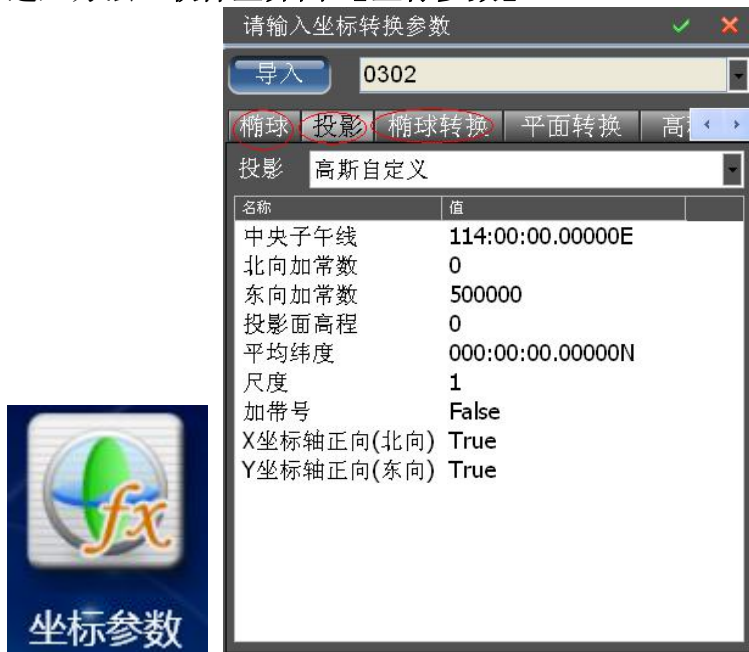 请输入坐标转换参数
导入
0302
椭球 投影 椭球转换 平面转换
投影 高斯自定义
名称 值
中央子午线 114:00:00.00000E
北向加常数 0
东向加常数 500000
投影面高程 0
平均纬度 000:00:00.00000N
尺度 1
加带号 False
X坐标轴正向(北向) True
Y坐标轴正向(东向) True
fx
坐标参数